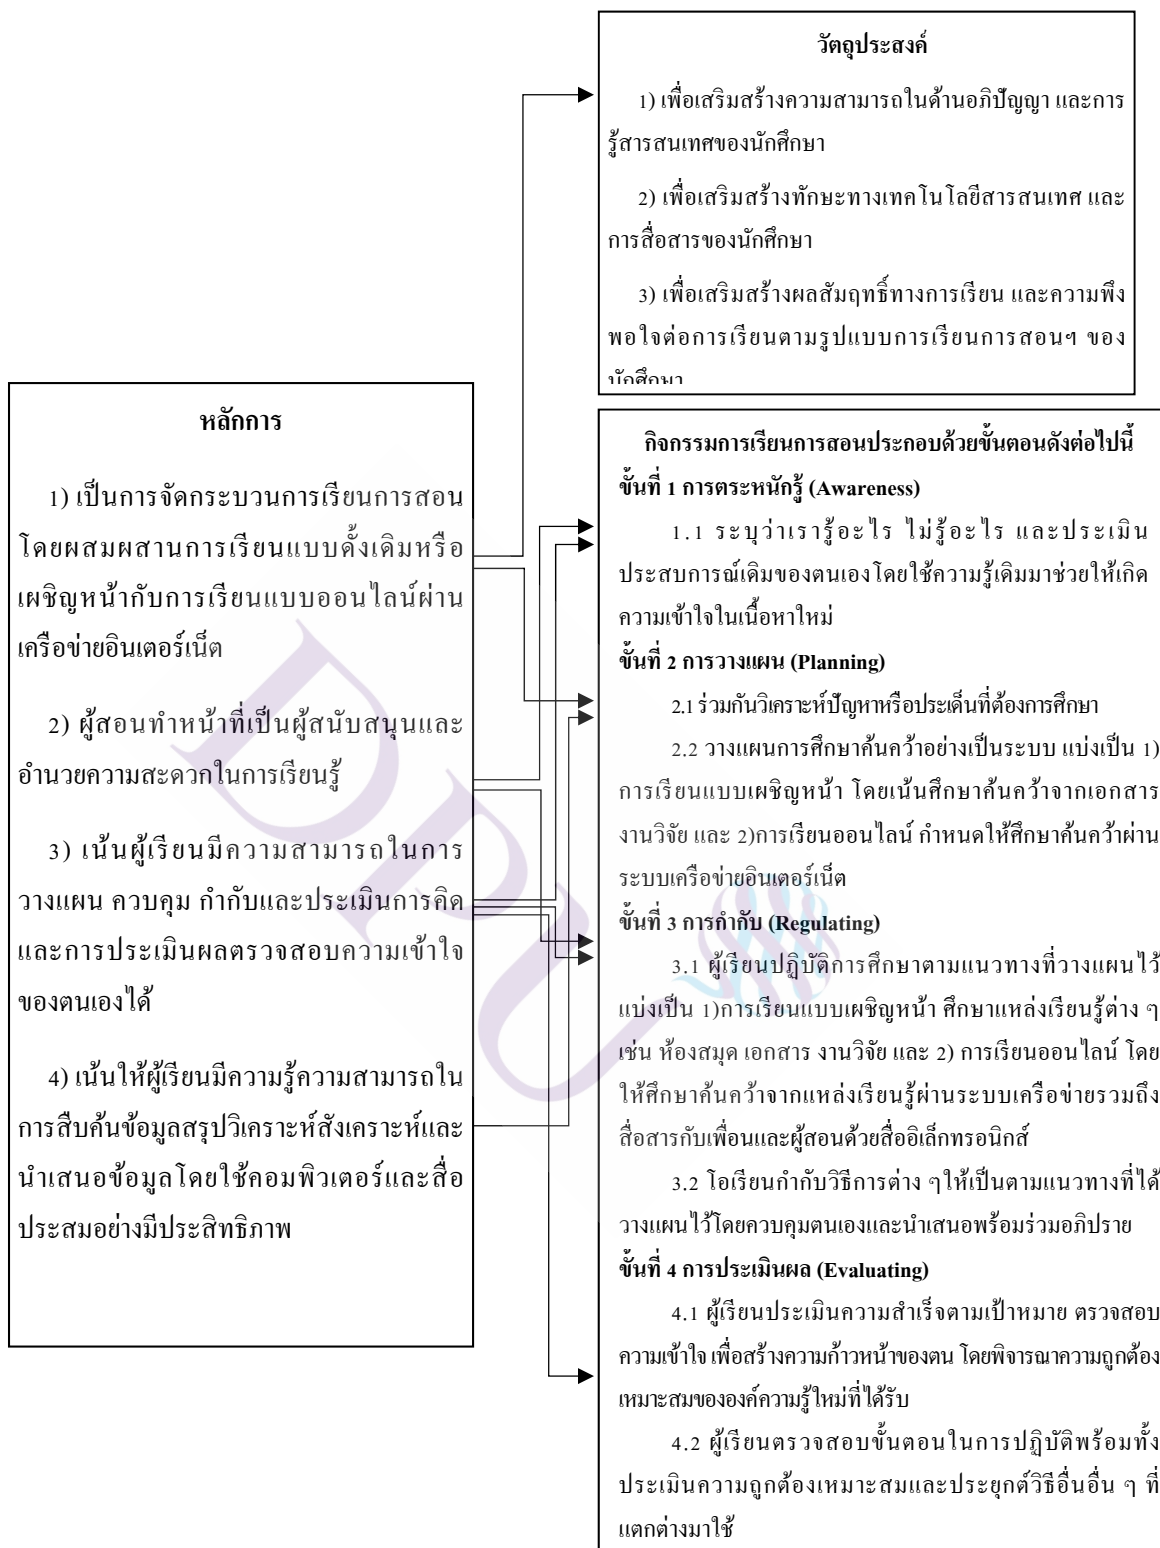 วัตถุประสงค์
1) เพื่อเสริมสร้างความสามารถในด้านอภิปัญญา และการ
รู้สารสนเทศของนักศึกษา
2) เพื่อเสริมสร้างทักษะทางเทคโนโลยีสารสนเทศ และ
การสื่อสารของนักศึกษา
3) เพื่อเสริมสร้างผลสัมฤทธิ์ทางการเรียน และความพึง
พอใจต่อการเรียนตามรูปแบบการเรียนการสอนฯ ของ
นักศึกษา
หลักการ
1) เป็นการจัดกระบวนการเรียนการสอน
โดยผสมผสานการเรียนแบบดั้งเดิมหรือ
เผชิญหน้ากับการเรียนแบบออนไลน์ผ่าน
เครือข่ายอินเตอร์เน็ต
2) ผู้สอนทำหน้าที่เป็นผู้สนับสนุนและ
อำนวยความสะดวกในการเรียนรู้
3) เน้นผู้เรียนมีความสามารถในการ
วางแผน ควบคุม กำกับและประเมินการคิด
และการประเมินผลตรวจสอบความเข้าใจ
ของตนเองได้
4) เน้นให้ผู้เรียนมีความรู้ความสามารถใน
การสืบค้นข้อมูลสรุปวิเคราะห์สังเคราะห์และ
นำเสนอข้อมูลโดยใช้คอมพิวเตอร์และสื่อ
ประสมอย่างมีประสิทธิภาพ
กิจกรรมการเรียนการสอนประกอบด้วยขั้นตอนดังต่อไปนี้
ขั้นที่ 1 การตระหนักรู้ (Awareness)
1.1 ระบุว่าเรารู้อะไร ไม่รู้อะไร และประเมิน
ประสบการณ์เดิมของตนเองโดยใช้ความรู้เดิมมาช่วยให้เกิด
ความเข้าใจในเนื้อหาใหม่
ขั้นที่ 2 การวางแผน (Planning)
2.1 ร่วมกันวิเคราะห์ปัญหาหรือประเด็นที่ต้องการศึกษา
2.2 วางแผนการศึกษาค้นคว้าอย่างเป็นระบบ แบ่งเป็น 1)
การเรียนแบบเผชิญหน้า โดยเน้นศึกษาค้นคว้าจากเอกสาร
งานวิจัย และ 2)การเรียนออนไลน์ กำหนดให้ศึกษาค้นคว้าผ่าน
ระบบเครือข่ายอินเตอร์เน็ต
ขั้นที่ 3 การกำกับ (Regulating)
3.1 ผู้เรียนปฏิบัติการศึกษาตามแนวทางที่วางแผนไว้
แบ่งเป็น 1)การเรียนแบบเผชิญหน้า ศึกษาแหล่งเรียนรู้ต่าง ๆ
เช่น ห้องสมุด เอกสาร งานวิจัย และ 2) การเรียนออนไลน์ โดย
ให้ศึกษาค้นคว้าจากแหล่งเรียนรู้ผ่านระบบเครือข่ายรวมถึง
สื่อสารกับเพื่อนและผู้สอนด้วยสื่ออิเล็กทรอนิกส์
3.2 โอเรียนกำกับวิธีการต่าง ๆให้เป็นตามแนวทางที่ได้
วางแผนไว้โดยควบคุมตนเองและนำเสนอพร้อมร่วมอภิปราย
ขั้นที่ 4 การประเมินผล (Evaluating)
4.1 ผู้เรียนประเมินความสำเร็จตามเป้าหมาย ตรวจสอบ
ความเข้าใจ เพื่อสร้างความก้าวหน้าของตน โดยพิจารณาความถูกต้อง
เหมาะสมขององค์ความรู้ใหม่ที่ได้รับ
4.2 ผู้เรียนตรวจสอบขั้นตอนในการปฏิบัติพร้อมทั้ง
ประเมินความถูกต้องเหมาะสมและประยุกต์วิธีอื่นอื่น ๆ ที่
แตกต่างมาใช้
DPU